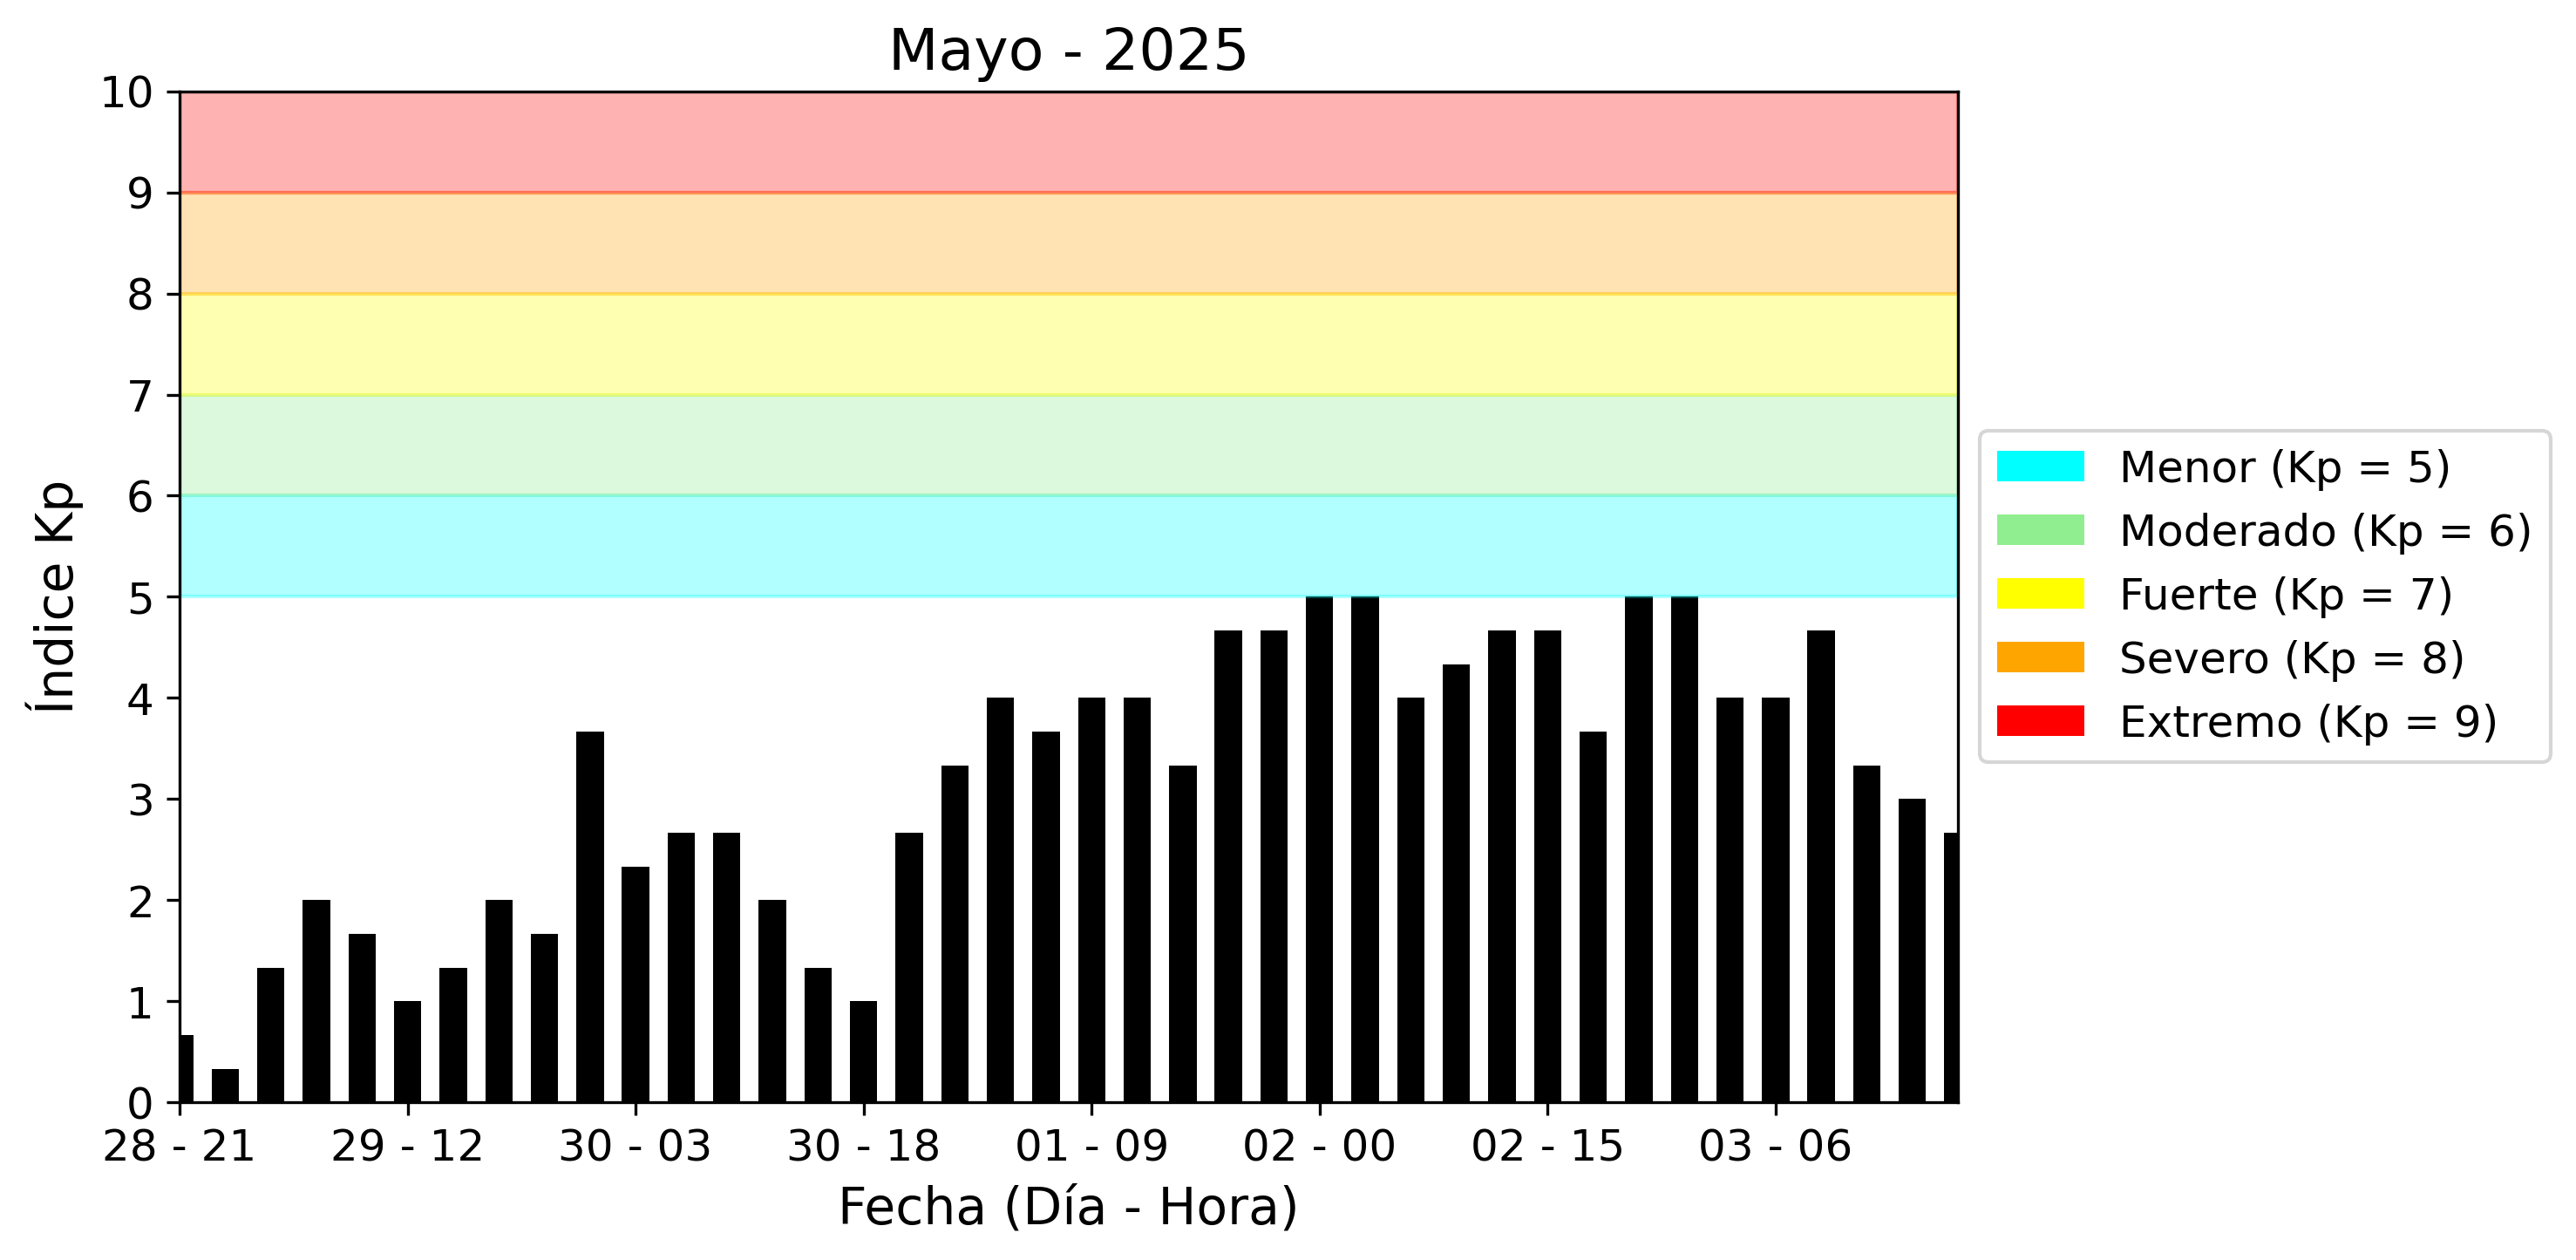 Mayo - 2025
10
9
8
7
6
5
4
3
2
1
0
Índice Kp
28 - 21
29 - 12
30 - 03
30 - 18
01 - 09
02 - 00
02 - 15
03 - 06
Fecha (Día - Hora)
Menor (Kp = 5)
Moderado (Kp = 6)
Fuerte (Kp = 7)
Severo (Kp = 8)
Extremo (Kp = 9)